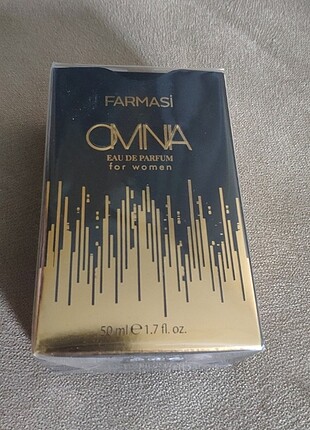 FARMASİ
OMNIA
EAU DE PARFUM
for women
50 ml ℮ 1.7 fl. oz.